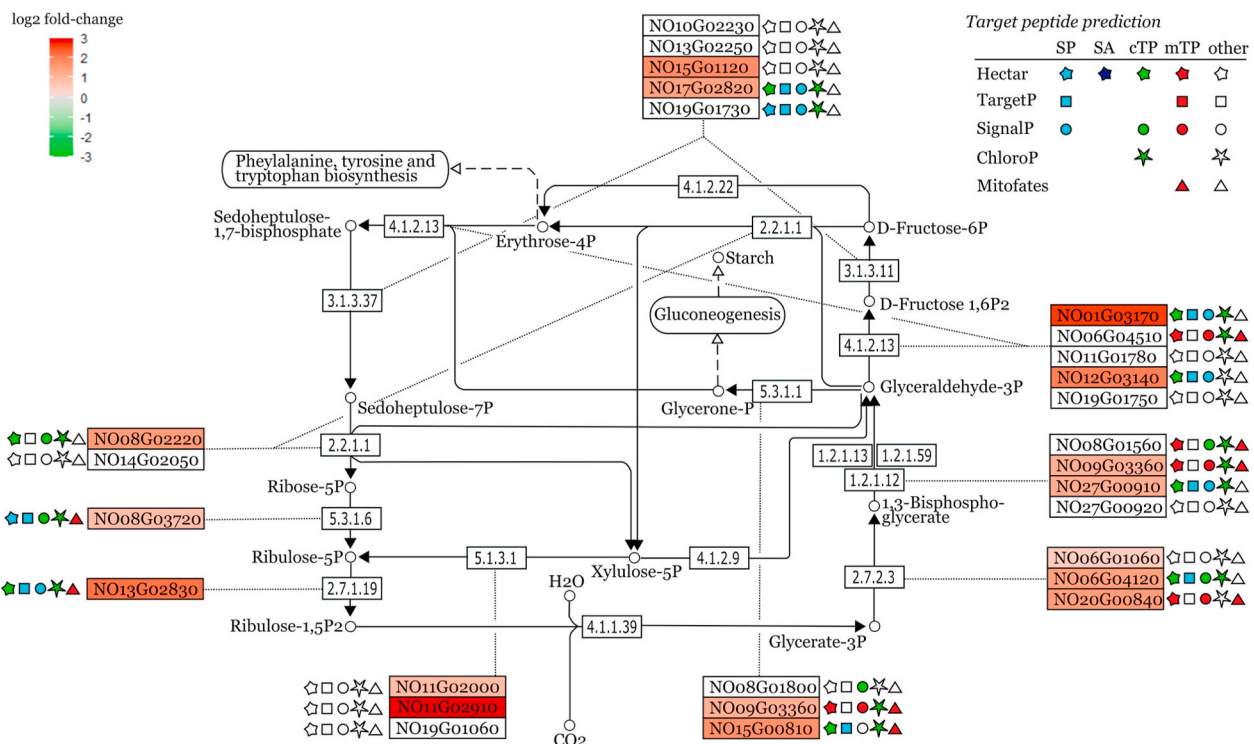 log2 fold-change
3
2
1
0
-1
-2
-3
NO10G02230
NO13G02250
NO15G01120
NO17G02820
NO19G01730
Target peptide prediction
SP SA cTP mTP other
Hectar
TargetP
SignalP
ChloroP
Mitofates
Pheylalanine, tyrosine and
tryptophan biosynthesis
4.1.2.22
Sedoheptulose-
1,7-bisphosphate
4.1.2.13
Erythrose-4P
2.2.1.1
D-Fructose-6P
Starch
3.1.3.11
3.1.3.37
D-Fructose 1,6P2
Gluconeogenesis
4.1.2.13
NO01G03170
NO06G04510
NO11G01780
NO12G03140
NO19G01750
Glycerone-P
5.3.1.1
Glyceraldehyde-3P
Sedoheptulose-7P
NO08G02220
NO14G02050
2.2.1.1
1.2.1.13
1.2.1.59
1.2.1.12
NO08G01560
NO09G03360
NO27G00910
NO27G00920
Ribose-5P
1,3-Bisphospho-
glycerate
NO08G03720
5.3.1.6
Ribulose-5P
5.1.3.1
Xylulose-5P
4.1.2.9
NO13G02830
2.7.1.19
H2O
2.7.2.3
NO06G01060
NO06G04120
NO20G00840
Ribulose-1,5P2
4.1.1.39
Glycerate-3P
NO11G02000
NO11G02910
NO19G01060
CO2
NO08G01800
NO09G03360
NO15G00810